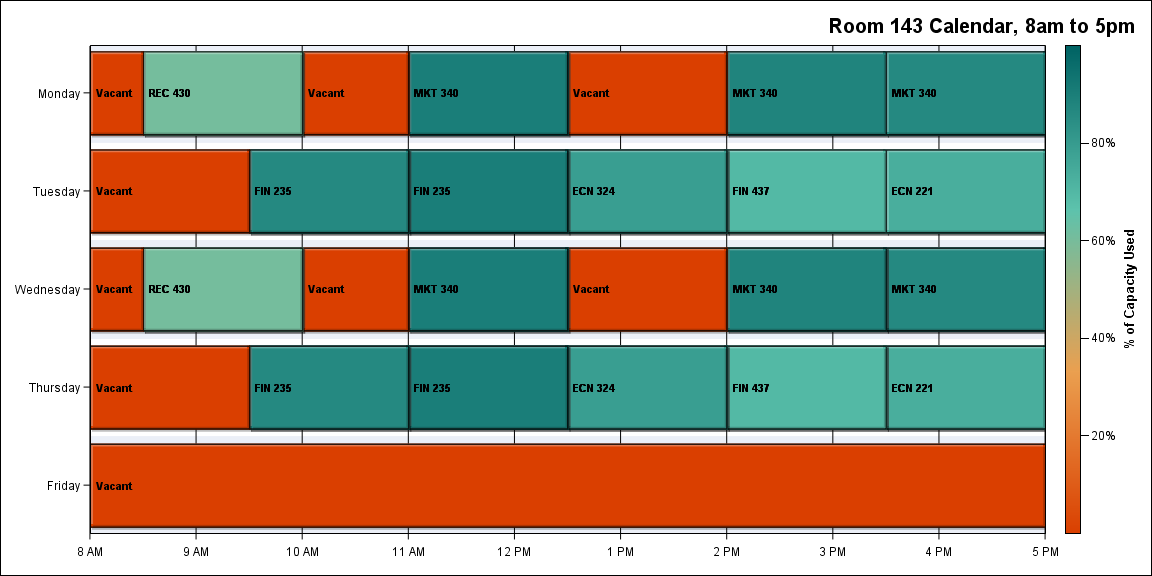 Room 143 Calendar, 8am to 5pm
Monday
Vacant
REC 430
Vacant
MKT 340
Vacant
MKT 340
MKT 340
Tuesday
Vacant
FIN 235
FIN 235
ECN 324
FIN 437
ECN 221
Wednesday
Vacant
REC 430
Vacant
MKT 340
Vacant
MKT 340
MKT 340
Thursday
Vacant
FIN 235
FIN 235
ECN 324
FIN 437
ECN 221
Friday
Vacant
8 AM
9 AM
10 AM
11 AM
12 PM
1 PM
2 PM
3 PM
4 PM
5 PM
80%
60%
40%
20%
% of Capacity Used